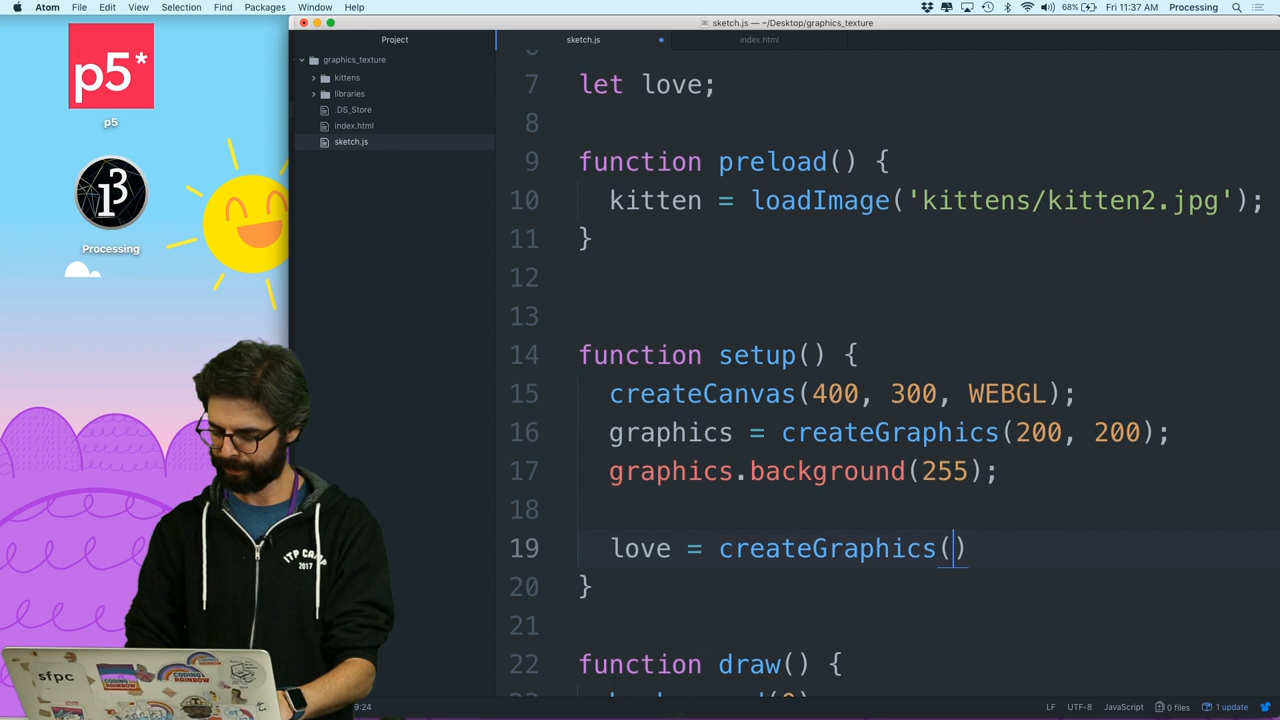 Atom File Edit View Selection Find Packages Window Help
68% Fri 11:37 AM Processing
sketch.js — ~/Desktop/graphics_texture
Project
sketch.js
index.html
graphics_texture
kittens
libraries
.DS_Store
index.html
sketch.js
p5*
p5
Processing
7 let love;
8
9 function preload() {
10 kitten = loadImage('kittens/kitten2.jpg');
11 }
12
13
14 function setup() {
15 createCanvas(400, 300, WEBGL);
16 graphics = createGraphics(200, 200);
17 graphics.background(255);
18
19 love = createGraphics()
20 }
21
22 function draw() {
9:24
LF UTF-8 JavaScript 0 files 1 update
ITP CAMP
2017
sfpc
CODING
RAINBOW